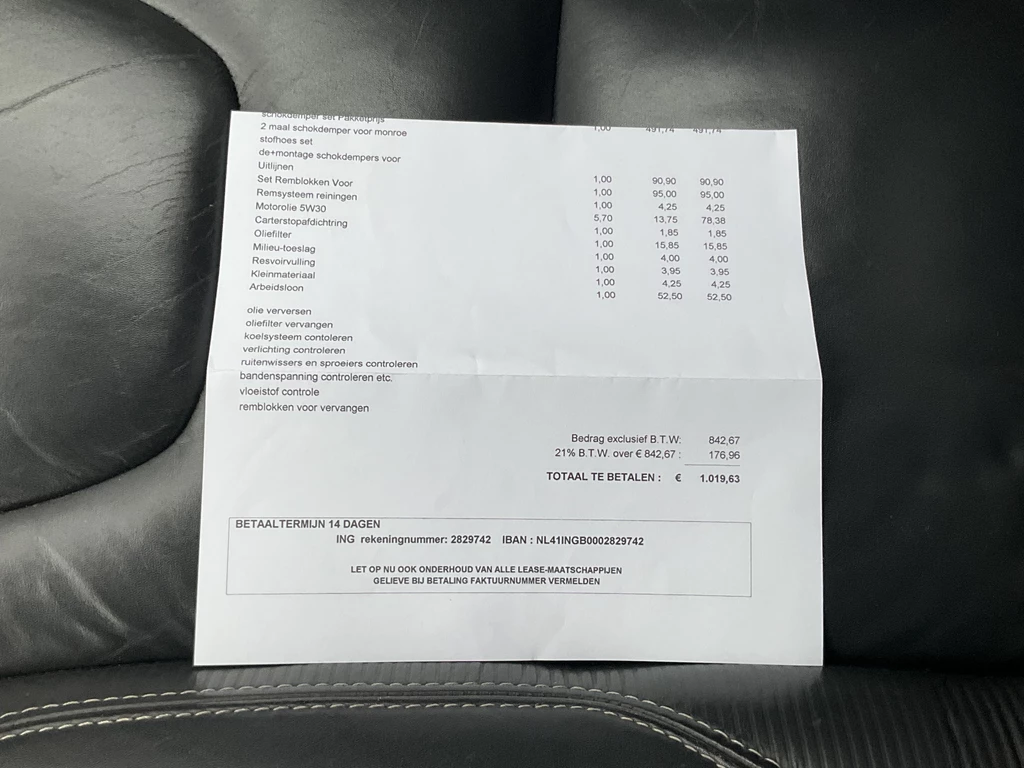 schokdemper set Pakketprijs 1,00 491,74 491,74
2 maal schokdemper voor monroe
stofhoes set
de+montage schokdempers voor
Uitlijnen 1,00 90,90 90,90
Set Remblokken Voor 1,00 95,00 95,00
Remsysteem reiningen 1,00 4,25 4,25
Motorolie 5W30 5,70 13,75 78,38
Carterstopafdichtring 1,00 1,85 1,85
Oliefilter 1,00 15,85 15,85
Milieu-toeslag 1,00 4,00 4,00
Resvoirvulling 1,00 3,95 3,95
Kleinmateriaal 1,00 4,25 4,25
Arbeidsloon 1,00 52,50 52,50
olie verversen
oliefilter vervangen
koelsysteem contoleren
verlichting controleren
ruitenwissers en sproeiers controleren
bandenspanning controleren etc.
vloeistof controle
remblokken voor vervangen
Bedrag exclusief B.T.W: 842,67
21% B.T.W. over € 842,67 : 176,96
TOTAAL TE BETALEN : € 1.019,63
BETAALTERMIJN 14 DAGEN
ING rekeningnummer: 2829742 IBAN : NL41INGB0002829742
LET OP NU OOK ONDERHOUD VAN ALLE LEASE-MAATSCHAPPIJEN
GELIEVE BIJ BETALING FAKTUURNUMMER VERMELDEN